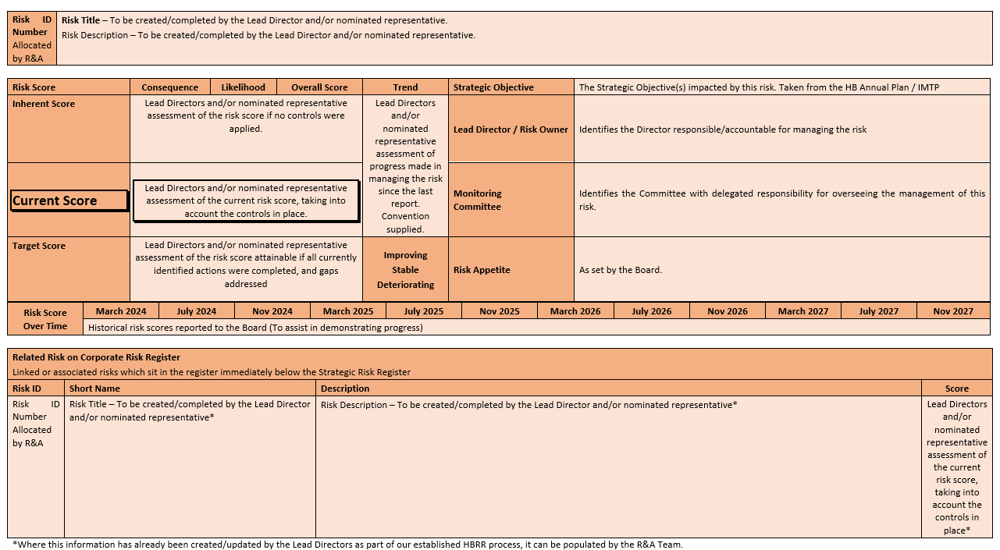 Risk ID
Number
Allocated
by R&A
Risk Title – To be created/completed by the Lead Director and/or nominated representative.
Risk Description – To be created/completed by the Lead Director and/or nominated representative.
Risk Score
Consequence
Likelihood
Overall Score
Trend
Strategic Objective
The Strategic Objective(s) impacted by this risk. Taken from the HB Annual Plan / IMTP
Inherent Score
Lead Directors and/or nominated representative
assessment of the risk score if no controls were
applied.
Lead Directors
and/or
nominated
representative
assessment of
progress made in
managing the risk
since the last
report.
Convention
supplied.
Lead Director / Risk Owner
Identifies the Director responsible/accountable for managing the risk
Current Score
Lead Directors and/or nominated representative
assessment of the current risk score, taking into
account the controls in place.
Monitoring
Committee
Identifies the Committee with delegated responsibility for overseeing the management of this
risk.
Target Score
Lead Directors and/or nominated representative
assessment of the risk score attainable if all currently
identified actions were completed, and gaps
addressed
Improving
Stable
Deteriorating
Risk Appetite
As set by the Board.
Risk Score
Over Time
March 2024
July 2024
Nov 2024
March 2025
July 2025
Nov 2025
March 2026
July 2026
Nov 2026
March 2027
July 2027
Nov 2027
Historical risk scores reported to the Board (To assist in demonstrating progress)
Related Risk on Corporate Risk Register
Linked or associated risks which sit in the register immediately below the Strategic Risk Register
Risk ID
Short Name
Description
Score
Risk ID
Number
Allocated
by R&A
Risk Title – To be created/completed by the Lead Director
and/or nominated representative*
Risk Description – To be created/completed by the Lead Director and/or nominated representative*
Lead Directors
and/or
nominated
representative
assessment of
the current
risk score,
taking into
account the
controls in
place*
*Where this information has already been created/updated by the Lead Directors as part of our established HBRR process, it can be populated by the R&A Team.